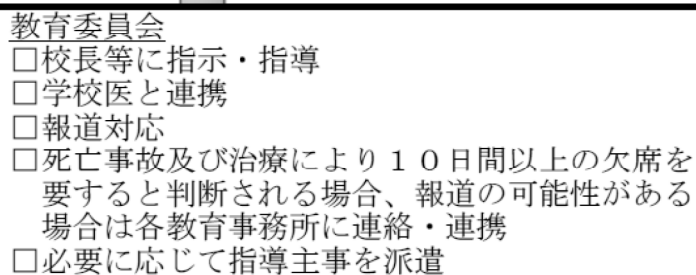 教育委員会
□校長等に指示・指導
□学校医と連携
□報道対応
□死亡事故及び治療により１０日間以上の欠席を
要すると判断される場合、報道の可能性がある
場合は各教育事務所に連絡・連携
□必要に応じて指導主事を派遣